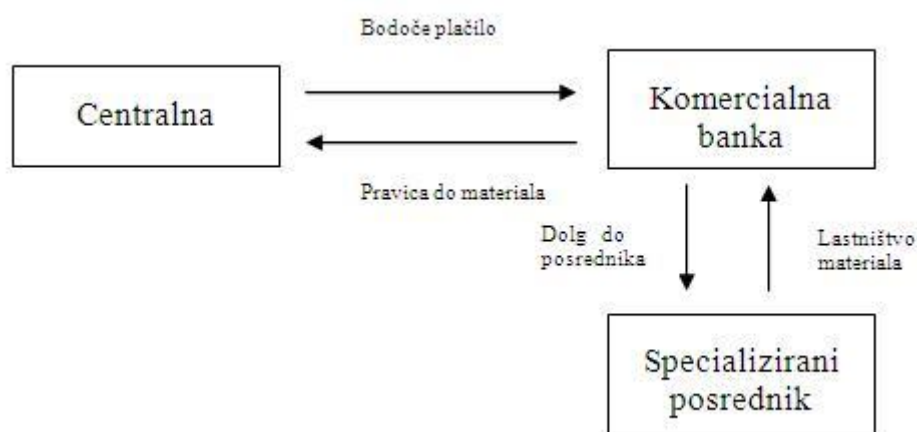 Bodoče plačilo
Centralna
Komercialna
banka
Pravica do materiala
Dolg do
posrednika
Lastništvo
materiala
Specializirani
posrednik